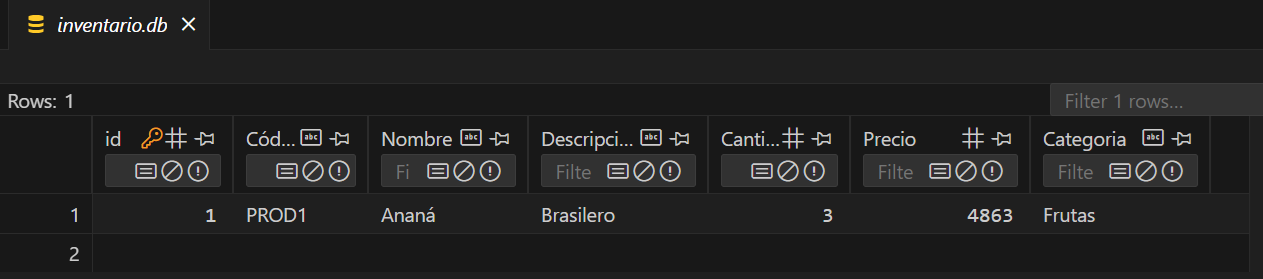 inventario.db
Rows: 1
Filter 1 rows...
id Cód... Nombre Descripci... Canti... Precio Categoria
Fi Filte Filte Filte
1 1 PROD1 Ananá Brasilero 3 4863 Frutas
2